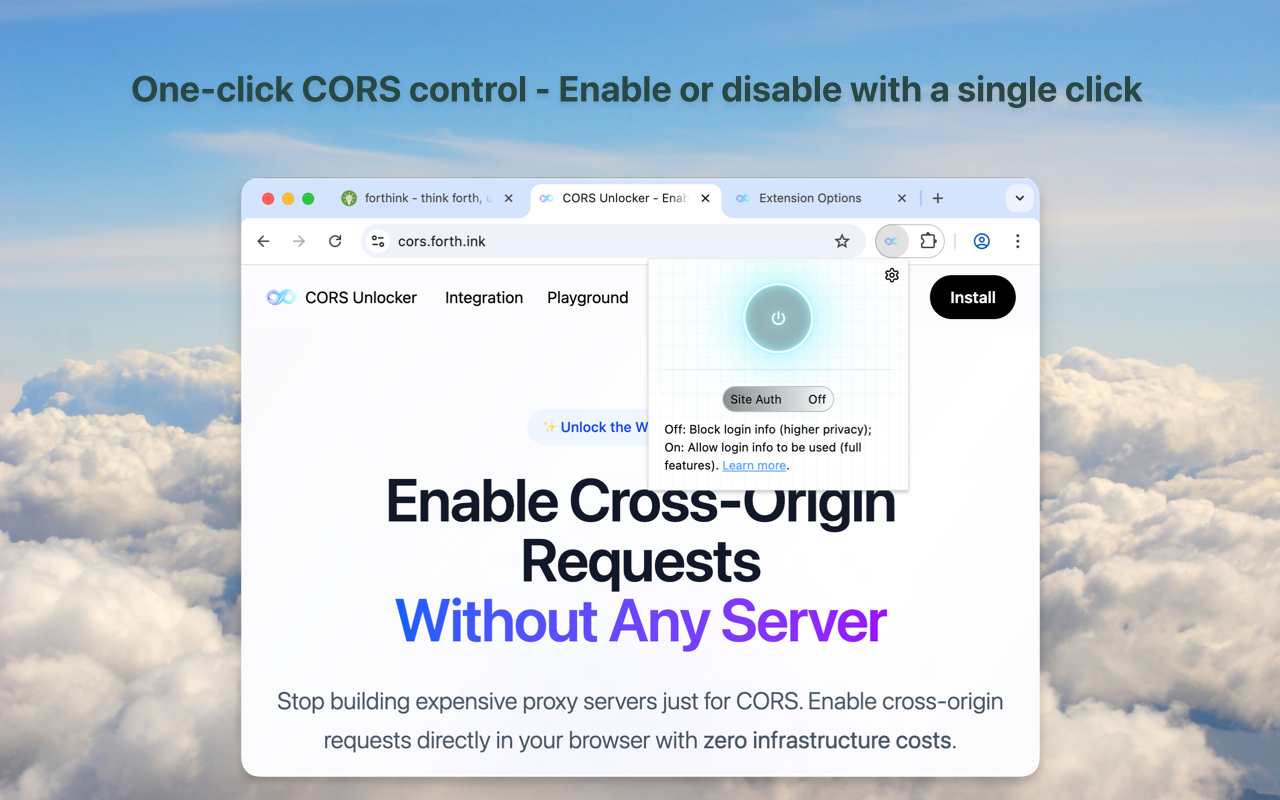 One-click CORS control - Enable or disable with a single click
forthink - think forth, u
CORS Unlocker - Enab
Extension Options
cors.forth.ink
CORS Unlocker
Integration
Playground
Install
Site Auth Off
Off: Block login info (higher privacy);
On: Allow login info to be used (full
features). Learn more.
✨ Unlock the W
Enable Cross-Origin
Requests
Without Any Server
Stop building expensive proxy servers just for CORS. Enable cross-origin
requests directly in your browser with zero infrastructure costs.